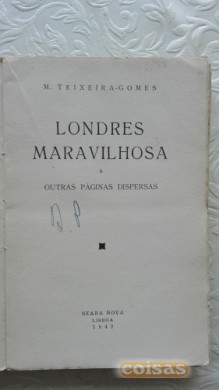 M. TEIXEIRA-GOMES
LONDRES
MARAVILHOSA
E
OUTRAS PÁGINAS DISPERSAS
SEARA NOVA
LISBOA
1942
coisas